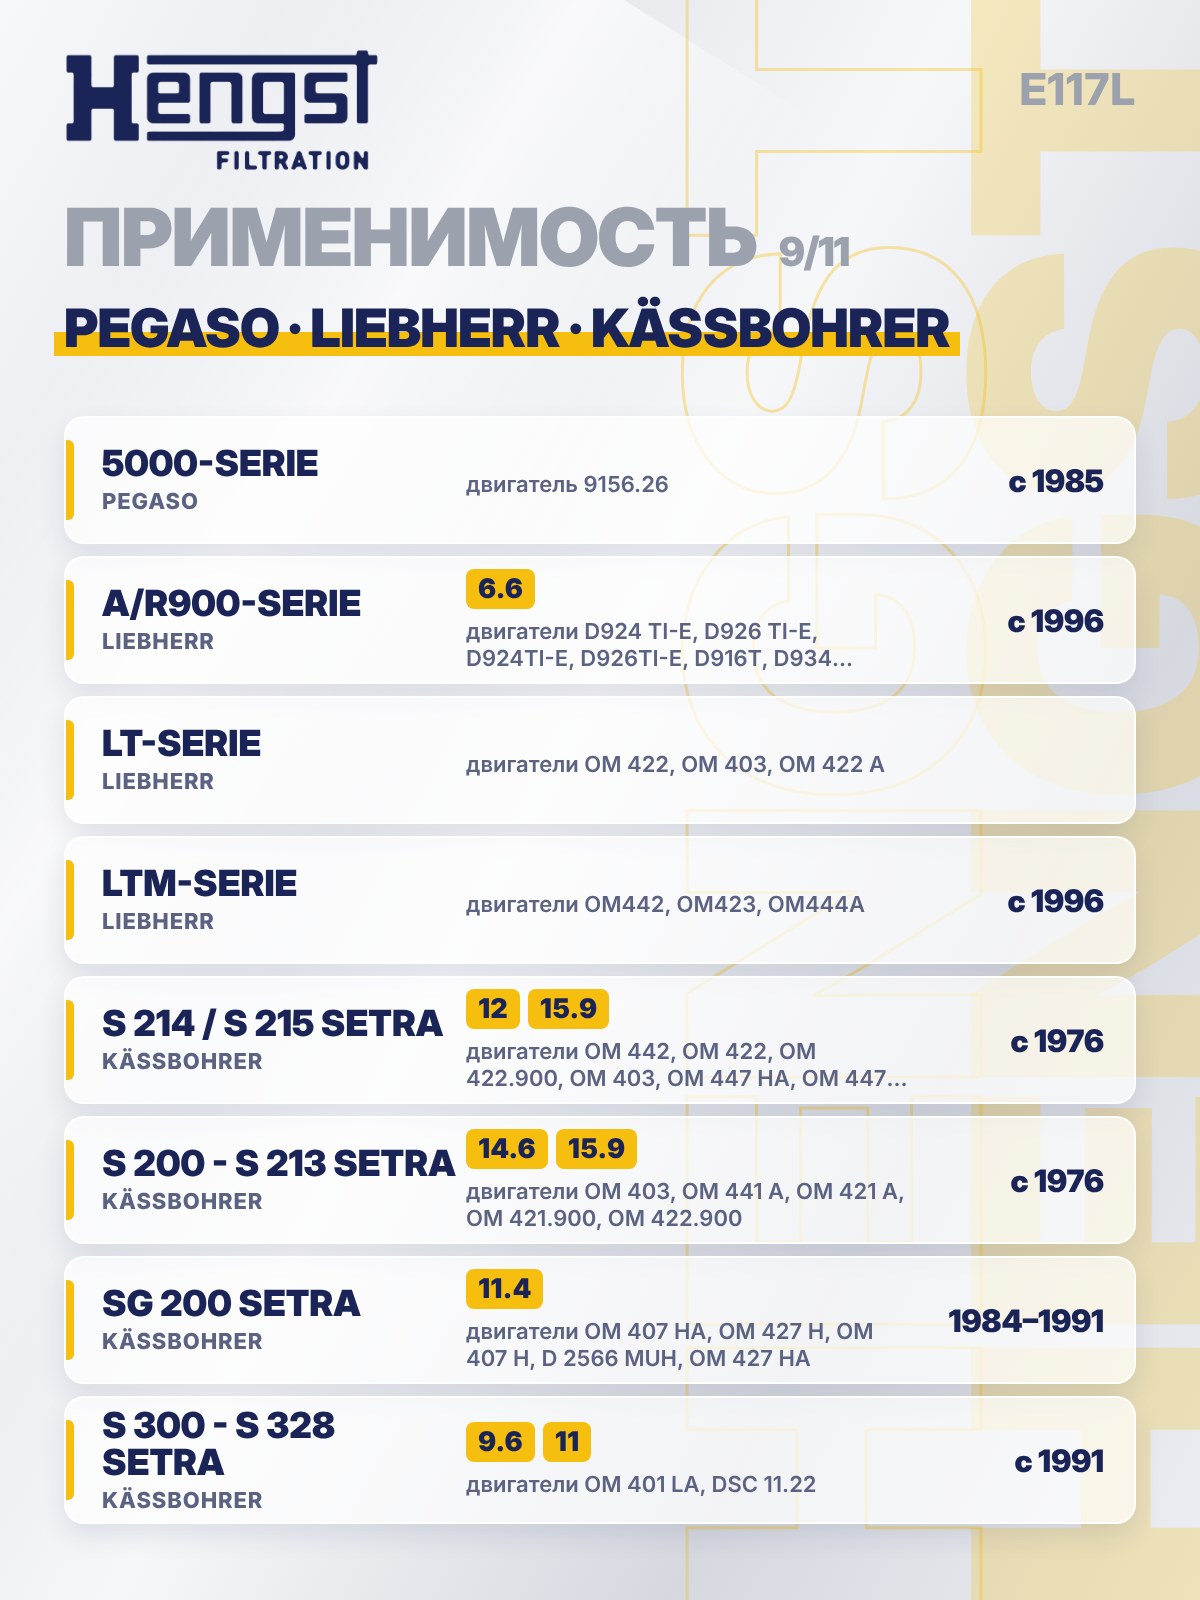 Hengst
FILTRATION
E117L
ПРИМЕНИМОСТЬ 9/11
PEGASO · LIEBHERR · KÄSSBOHRER
5000-SERIE
PEGASO
двигатель 9156.26
с 1985
A/R900-SERIE
LIEBHERR
6.6
двигатели D924 TI-E, D926 TI-E,
D924TI-E, D926TI-E, D916T, D934...
с 1996
LT-SERIE
LIEBHERR
двигатели OM 422, OM 403, OM 422 A
LTM-SERIE
LIEBHERR
двигатели OM442, OM423, OM444A
с 1996
S 214 / S 215 SETRA
KÄSSBOHRER
12 15.9
двигатели OM 442, OM 422, OM
422.900, OM 403, OM 447 HA, OM 447...
с 1976
S 200 - S 213 SETRA
KÄSSBOHRER
14.6 15.9
двигатели OM 403, OM 441 A, OM 421 A,
OM 421.900, OM 422.900
с 1976
SG 200 SETRA
KÄSSBOHRER
11.4
двигатели OM 407 HA, OM 427 H, OM
407 H, D 2566 MUH, OM 427 HA
1984–1991
S 300 - S 328
SETRA
KÄSSBOHRER
9.6 11
двигатели OM 401 LA, DSC 11.22
с 1991
HENGST
HENGST